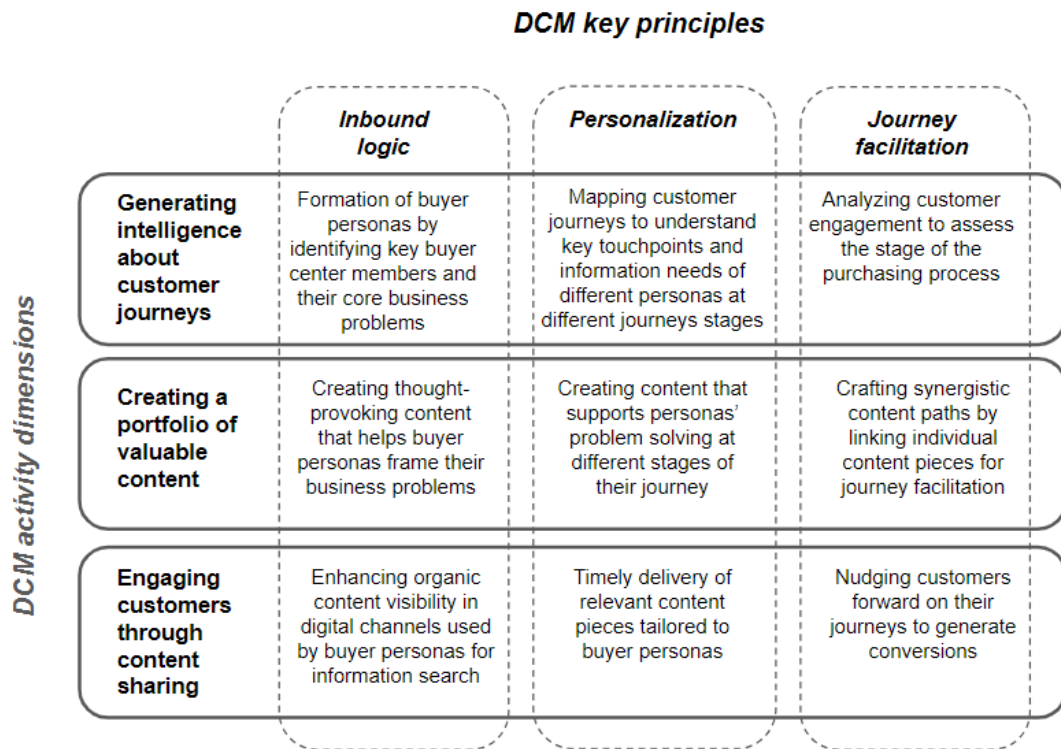 DCM key principles
Inbound
logic
Personalization
Journey
facilitation
DCM activity dimensions
Generating
intelligence
about
customer
journeys
Formation of buyer
personas by
identifying key buyer
center members and
their core business
problems
Mapping customer
journeys to understand
key touchpoints and
information needs of
different personas at
different journeys stages
Analyzing customer
engagement to assess
the stage of the
purchasing process
Creating a
portfolio of
valuable
content
Creating thought-
provoking content
that helps buyer
personas frame their
business problems
Creating content that
supports personas’
problem solving at
different stages of
their journey
Crafting synergistic
content paths by
linking individual
content pieces for
journey facilitation
Engaging
customers
through
content
sharing
Enhancing organic
content visibility in
digital channels used
by buyer personas for
information search
Timely delivery of
relevant content
pieces tailored to
buyer personas
Nudging customers
forward on their
journeys to generate
conversions